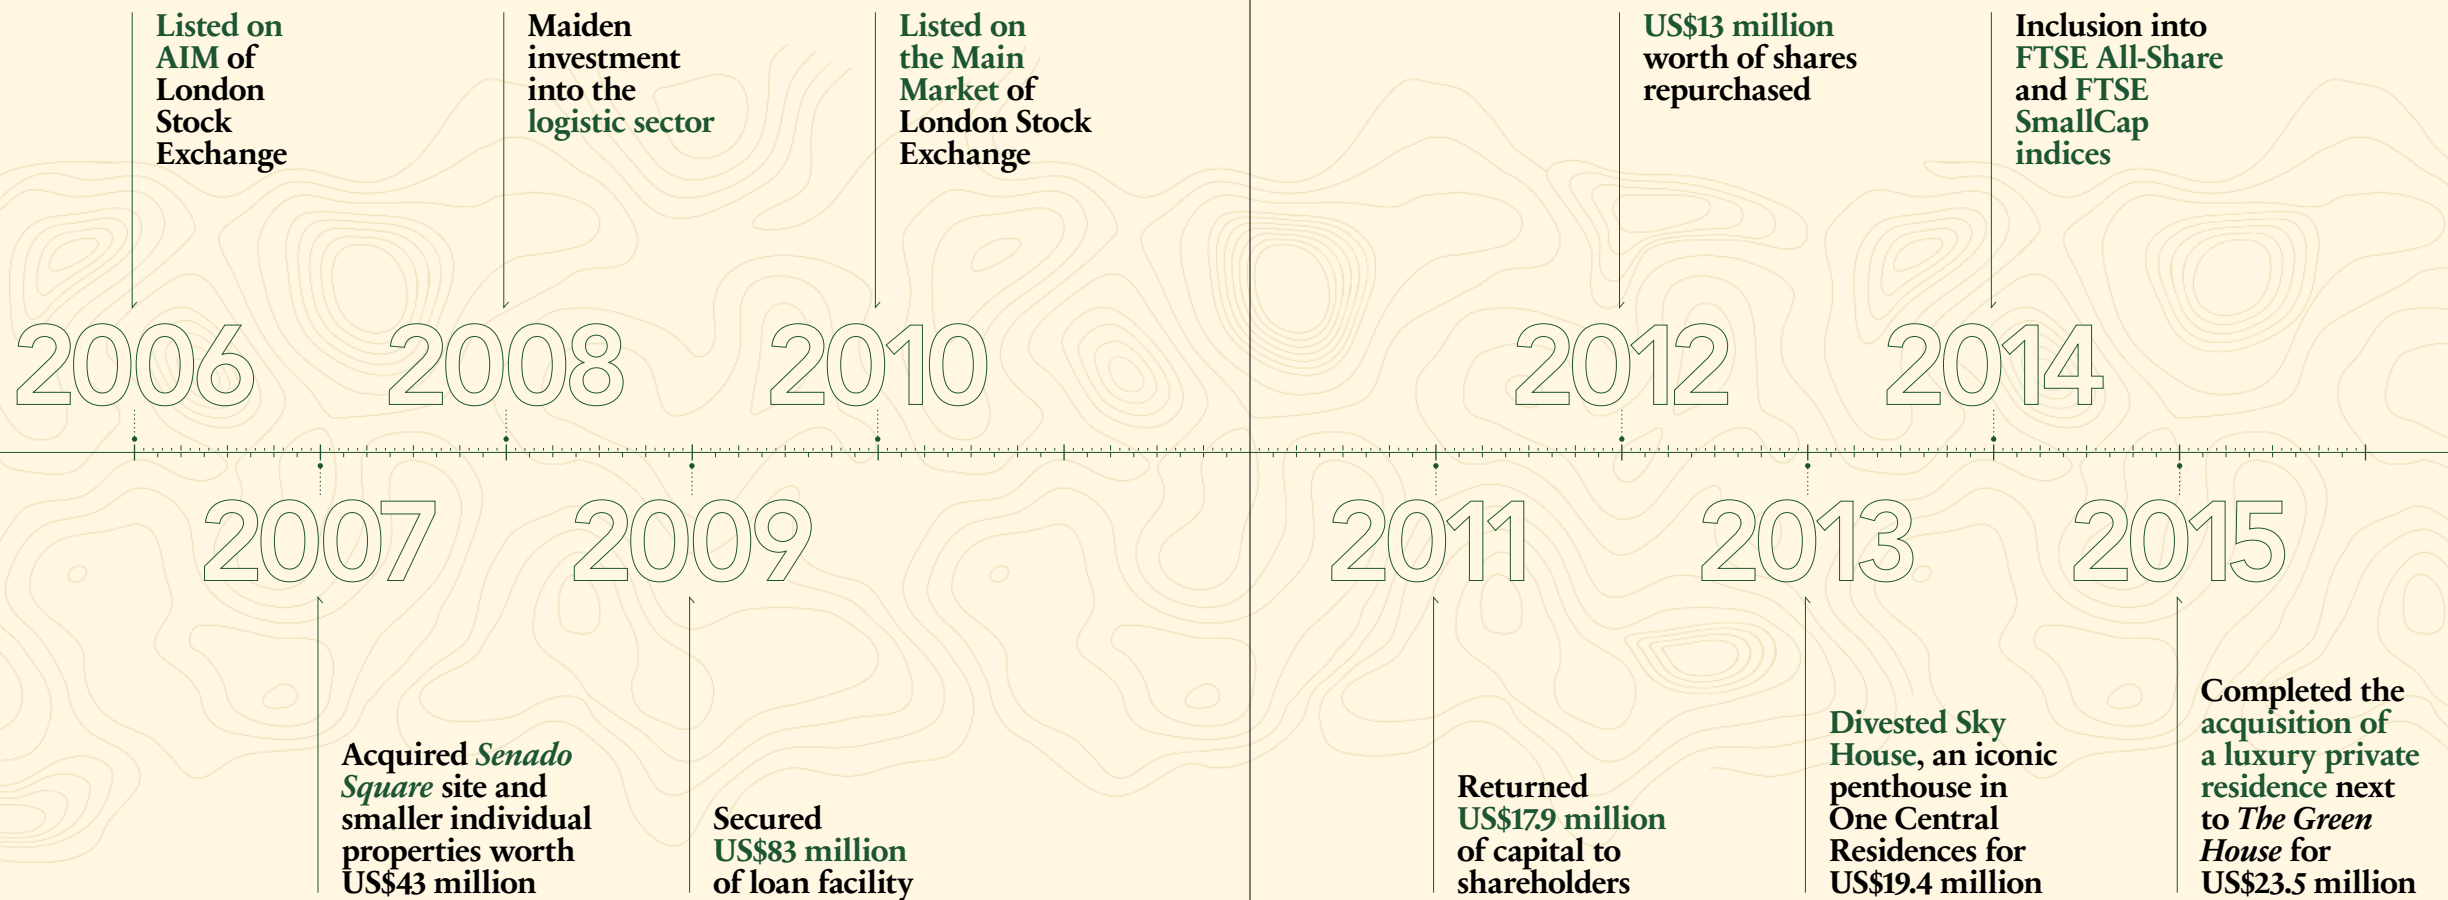 Listed on
AIM of
London
Stock
Exchange
2006
Maiden
investment
into the
logistic sector
2008
Listed on
the Main
Market of
London Stock
Exchange
2010
US$13 million
worth of shares
repurchased
2012
Inclusion into
FTSE All-Share
and FTSE
SmallCap
indices
2014
2007
Acquired Senado
Square site and
smaller individual
properties worth
US$43 million
2009
Secured
US$83 million
of loan facility
2011
Returned
US$17.9 million
of capital to
shareholders
2013
Divested Sky
House, an iconic
penthouse in
One Central
Residences for
US$19.4 million
2015
Completed the
acquisition of
a luxury private
residence next
to The Green
House for
US$23.5 million